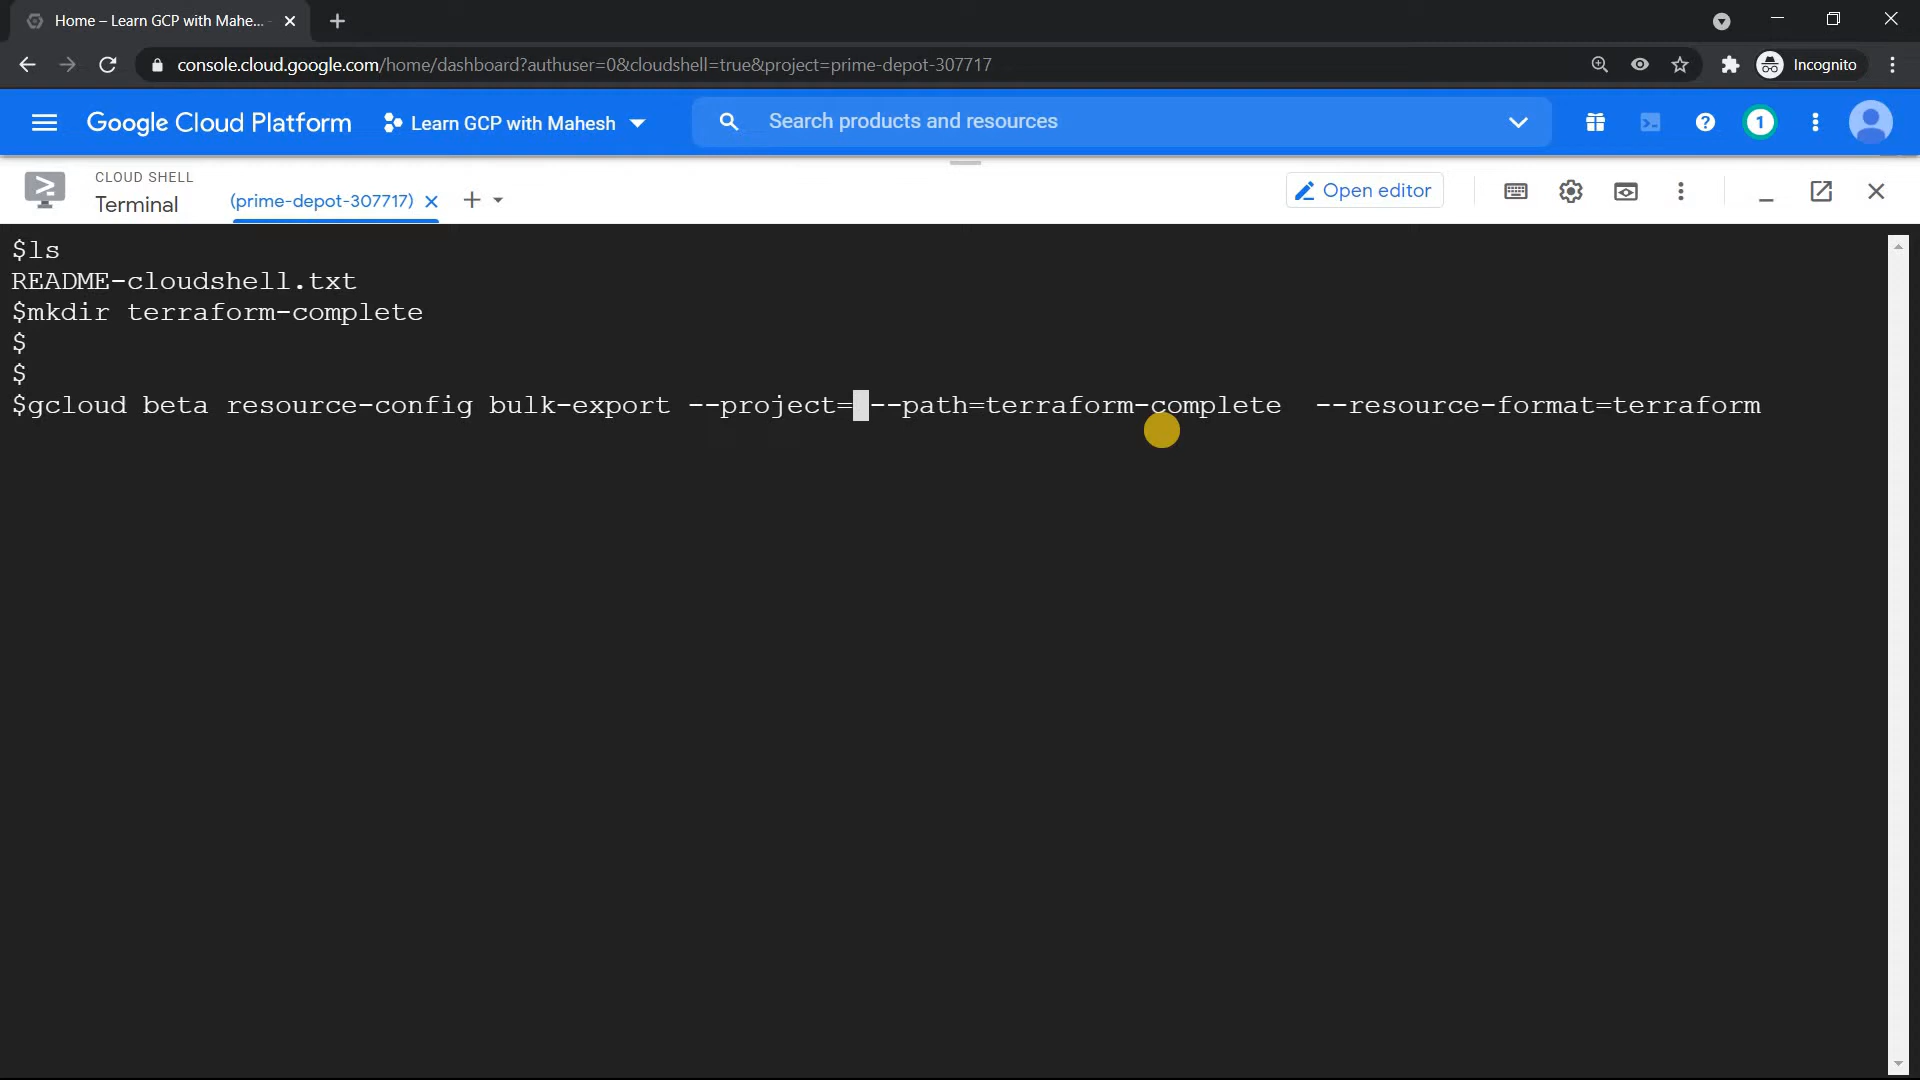 Home – Learn GCP with Mahe...
console.cloud.google.com/home/dashboard?authuser=0&cloudshell=true&project=prime-depot-307717
Incognito
Google Cloud Platform
Learn GCP with Mahesh
Search products and resources
1
CLOUD SHELL
Terminal
(prime-depot-307717)
Open editor
$ls
README-cloudshell.txt
$mkdir terraform-complete
$
$
$gcloud beta resource-config bulk-export --project= --path=terraform-complete  --resource-format=terraform